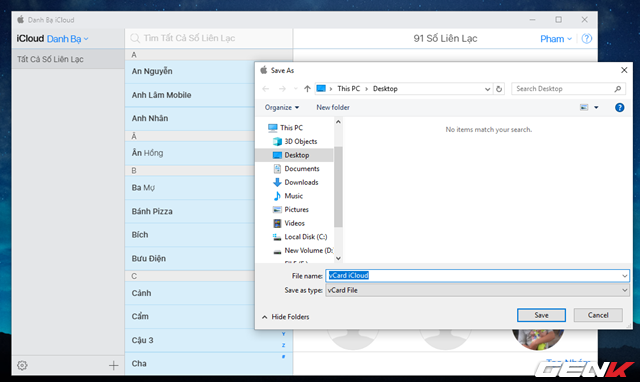 Danh Bạ iCloud
iCloud Danh Bạ
Tìm Tất Cả Số Liên Lạc
91 Số Liên Lạc
Pham
?
Tất Cả Số Liên Lạc
A
An Nguyễn
Anh Lâm Mobile
Anh Nhân
Ă
Ân Hồng
B
Ba Mụ
Bánh Pizza
Bích
Bưu Điện
C
Cảnh
Cẩm
Cậu 3
Cha
Y
Z
#
Save As
This PC
Desktop
Search Desktop
Organize
New folder
?
This PC
3D Objects
Desktop
Documents
Downloads
Music
Pictures
Videos
Local Disk (C:)
New Volume (D:
No items match your search.
File name:
vCard iCloud
Save as type:
vCard File
Hide Folders
Save
Cancel
GENK